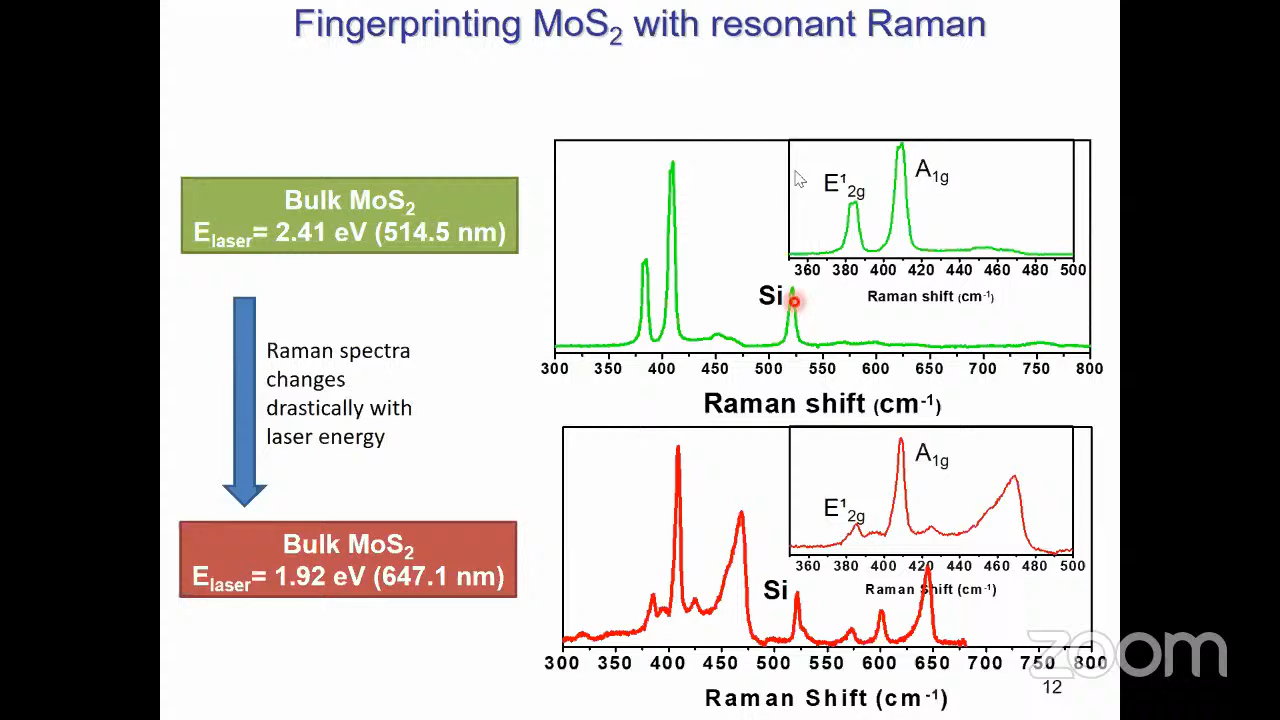 Fingerprinting MoS₂ with resonant Raman
Bulk MoS₂
E_laser= 2.41 eV (514.5 nm)
Raman spectra
changes
drastically with
laser energy
Bulk MoS₂
E_laser= 1.92 eV (647.1 nm)
E¹₂g
A₁g
360 380 400 420 440 460 480 500
Raman shift (cm⁻¹)
Si
300 350 400 450 500 550 600 650 700 750 800
Raman shift (cm⁻¹)
A₁g
E¹₂g
360 380 400 420 440 460 480 500
Raman Shift (cm⁻¹)
Si
300 350 400 450 500 550 600 650 700 750 800
Raman Shift (cm⁻¹)
12
zoom